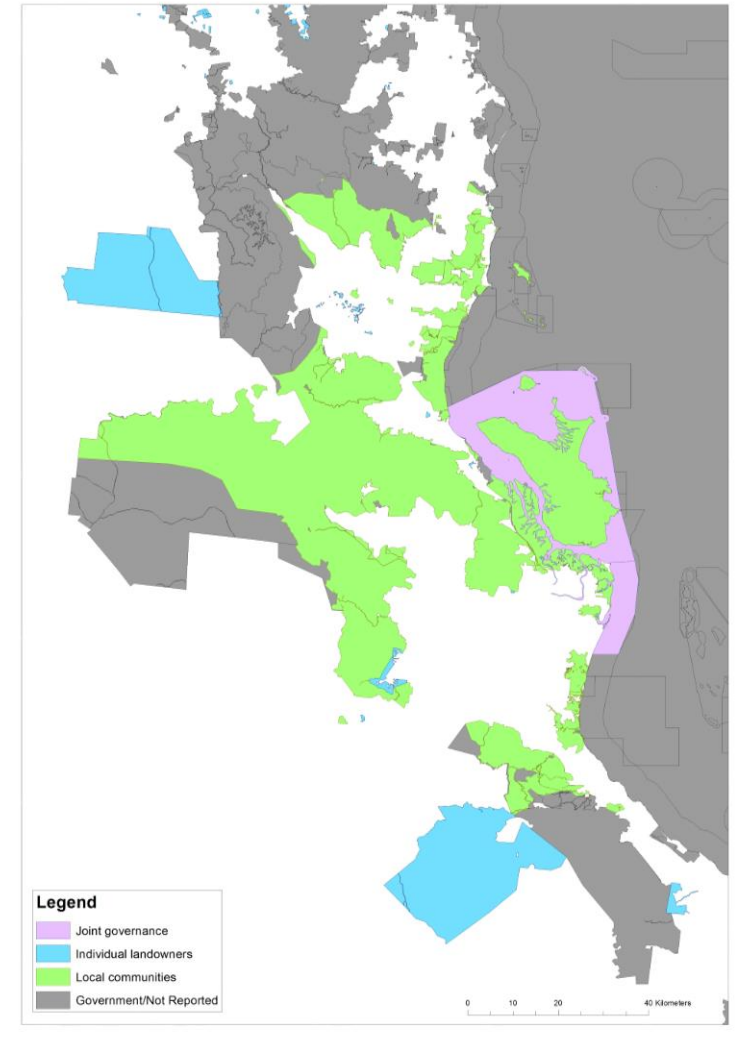 Legend
Joint governance
Individual landowners
Local communities
Government/Not Reported
0 10 20 40 Kilometers